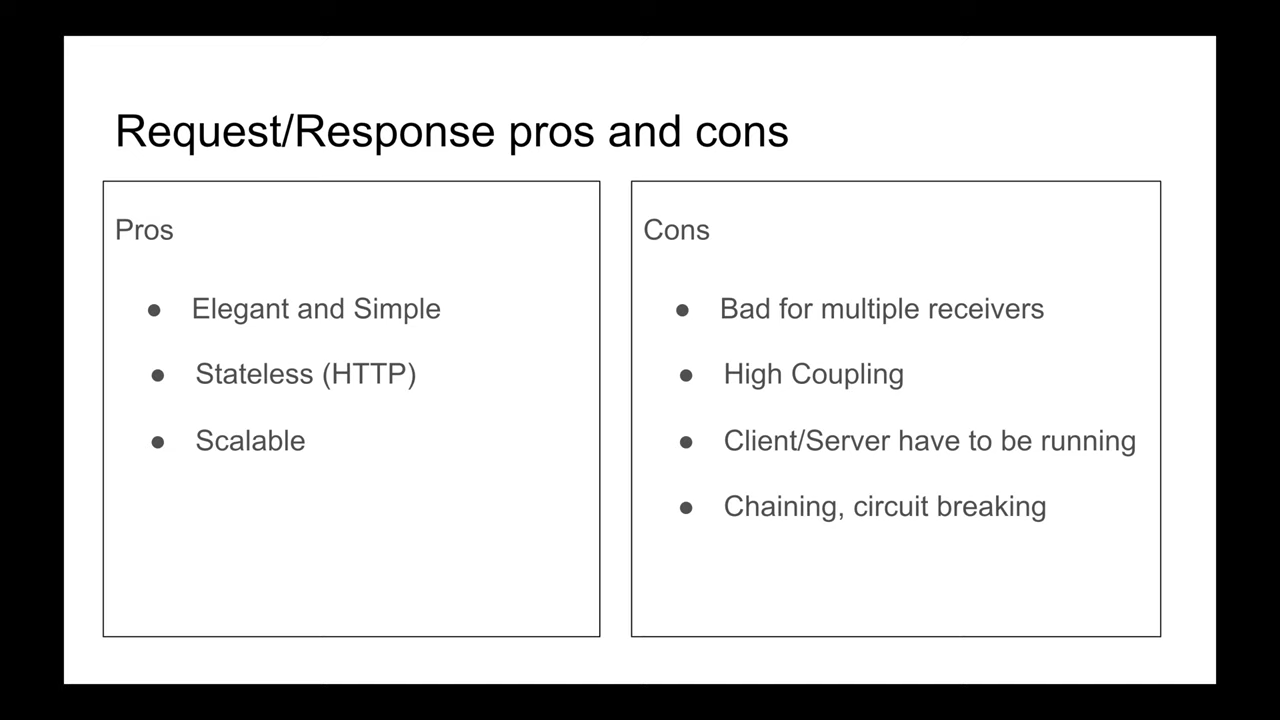 Request/Response pros and cons
Pros
● Elegant and Simple
● Stateless (HTTP)
● Scalable
Cons
● Bad for multiple receivers
● High Coupling
● Client/Server have to be running
● Chaining, circuit breaking